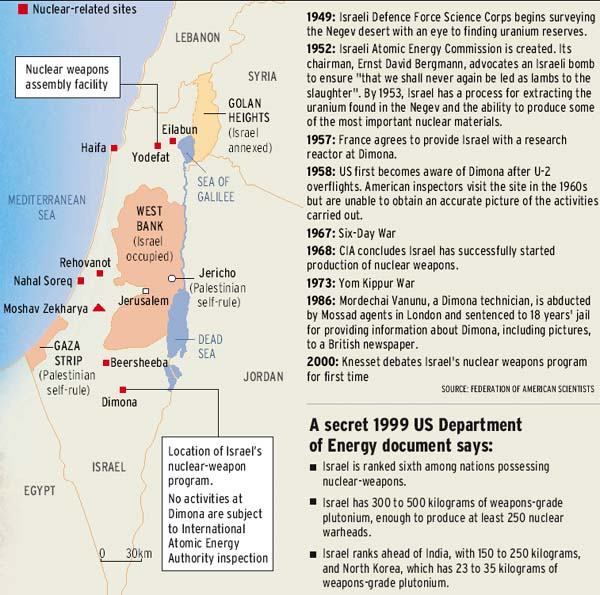 Nuclear-related sites
LEBANON
Nuclear weapons
assembly facility
SYRIA
GOLAN
HEIGHTS
(Israel
annexed)
Eilabun
Haifa
Yodefat
SEA OF
GALILEE
MEDITERRANEAN
SEA
WEST
BANK
(Israel
occupied)
Rehovanot
Nahal Soreq
Jericho
(Palestinian
self-rule)
Jerusalem
Moshav Zekharya
DEAD
SEA
GAZA
STRIP
(Palestinian
self-rule)
Beersheeba
JORDAN
Dimona
Location of Israel's
nuclear-weapon
program.
No activities at
Dimona are subject
to International
Atomic Energy
Authority inspection
ISRAEL
EGYPT
0 30km
1949: Israeli Defence Force Science Corps begins surveying
the Negev desert with an eye to finding uranium reserves.
1952: Israeli Atomic Energy Commission is created. Its
chairman, Ernst David Bergmann, advocates an Israeli bomb
to ensure "that we shall never again be led as lambs to the
slaughter". By 1953, Israel has a process for extracting the
uranium found in the Negev and the ability to produce some
of the most important nuclear materials.
1957: France agrees to provide Israel with a research
reactor at Dimona.
1958: US first becomes aware of Dimona after U-2
overflights. American inspectors visit the site in the 1960s
but are unable to obtain an accurate picture of the activities
carried out.
1967: Six-Day War
1968: CIA concludes Israel has successfully started
production of nuclear weapons.
1973: Yom Kippur War
1986: Mordechai Vanunu, a Dimona technician, is abducted
by Mossad agents in London and sentenced to 18 years' jail
for providing information about Dimona, including pictures,
to a British newspaper.
2000: Knesset debates Israel's nuclear weapons program
for first time
SOURCE: FEDERATION OF AMERICAN SCIENTISTS
A secret 1999 US Department
of Energy document says:
Israel is ranked sixth among nations possessing
nuclear-weapons.
Israel has 300 to 500 kilograms of weapons-grade
plutonium, enough to produce at least 250 nuclear
warheads.
Israel ranks ahead of India, with 150 to 250 kilograms,
and North Korea, which has 23 to 35 kilograms of
weapons-grade plutonium.